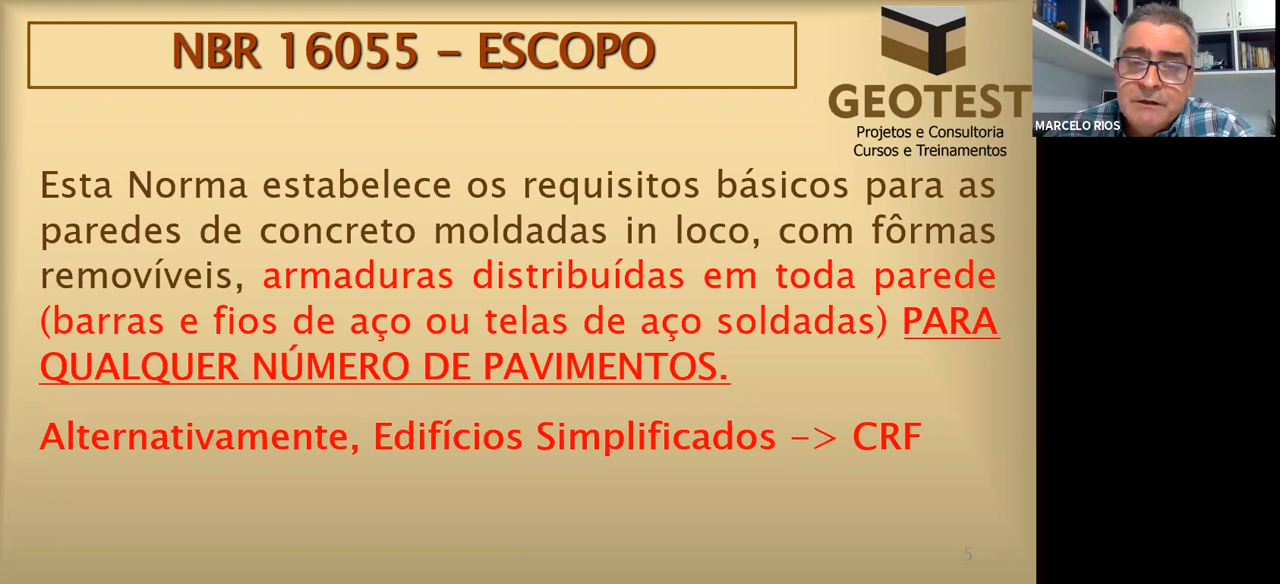 NBR 16055 – ESCOPO
GEOTEST
Projetos e Consultoria
Cursos e Treinamentos
MARCELO RIOS
Esta Norma estabelece os requisitos básicos para as
paredes de concreto moldadas in loco, com fôrmas
removíveis, armaduras distribuídas em toda parede
(barras e fios de aço ou telas de aço soldadas) PARA
QUALQUER NÚMERO DE PAVIMENTOS.
Alternativamente, Edifícios Simplificados –> CRF
5